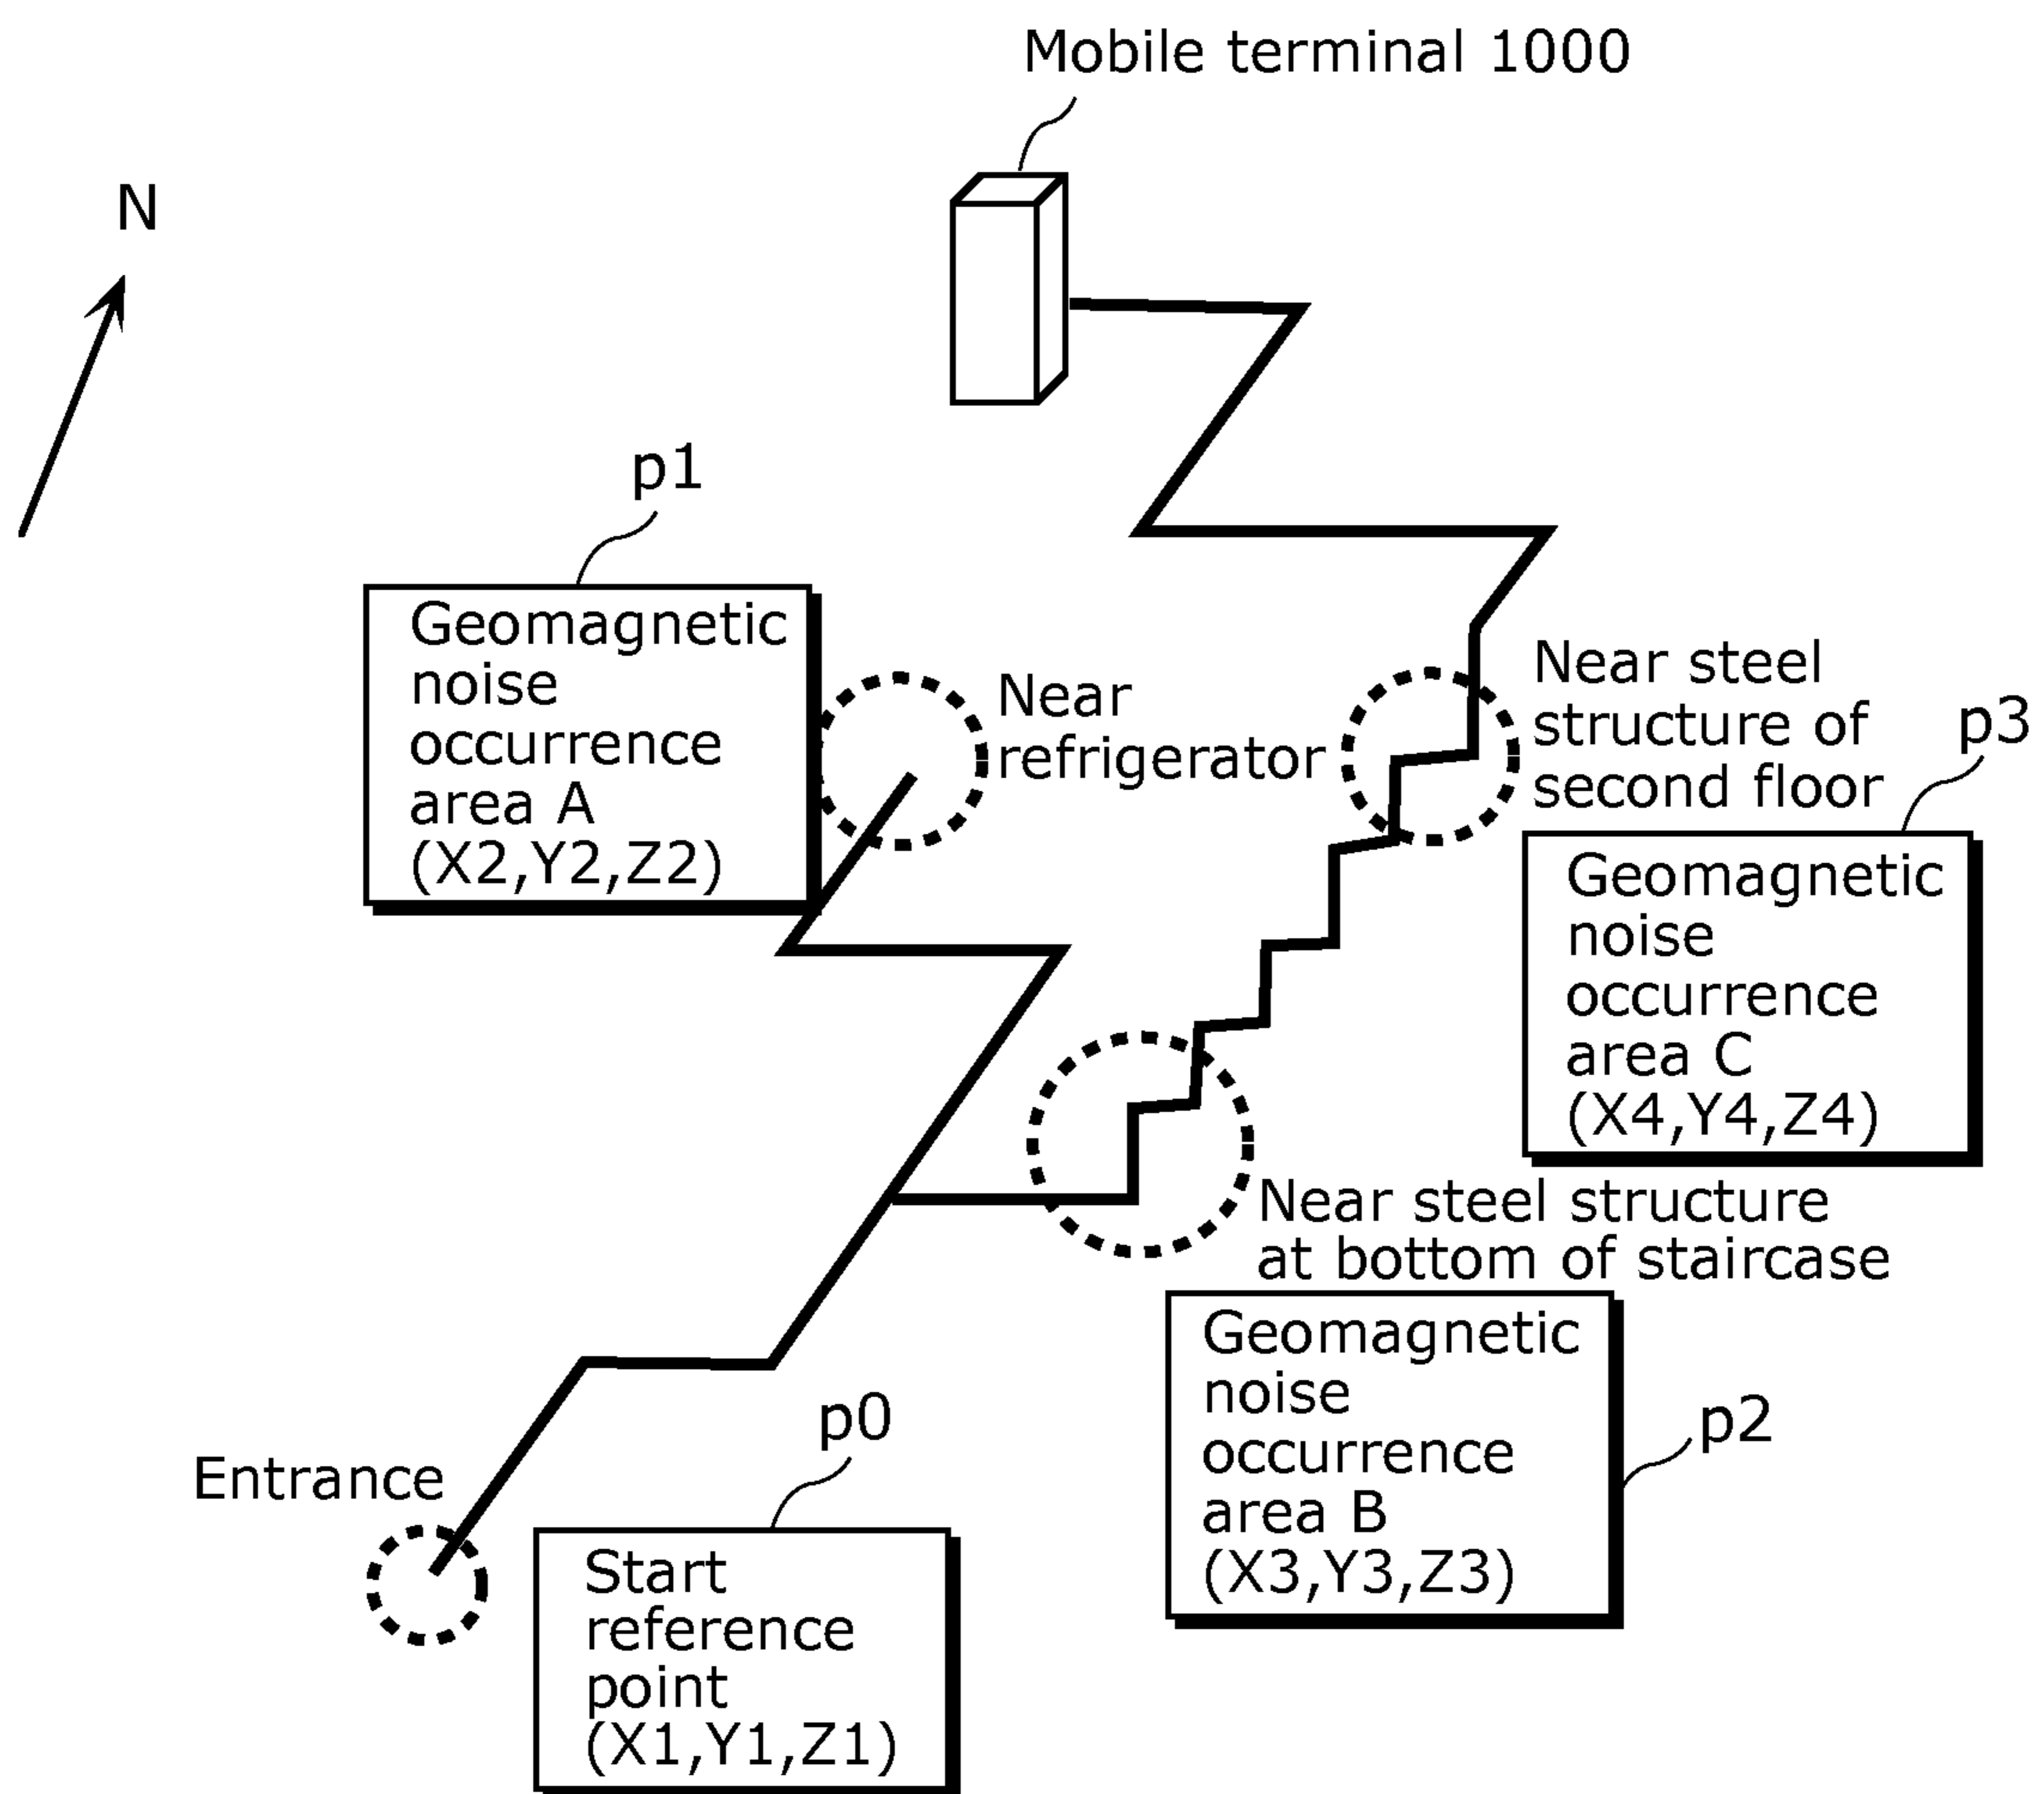 Mobile terminal 1000
N
p1
Geomagnetic
noise
occurrence
area A
(X2,Y2,Z2)
Near
refrigerator
Near steel
structure of
second floor
p3
Geomagnetic
noise
occurrence
area C
(X4,Y4,Z4)
Near steel structure
at bottom of staircase
Geomagnetic
noise
occurrence
area B
(X3,Y3,Z3)
p2
Entrance
p0
Start
reference
point
(X1,Y1,Z1)